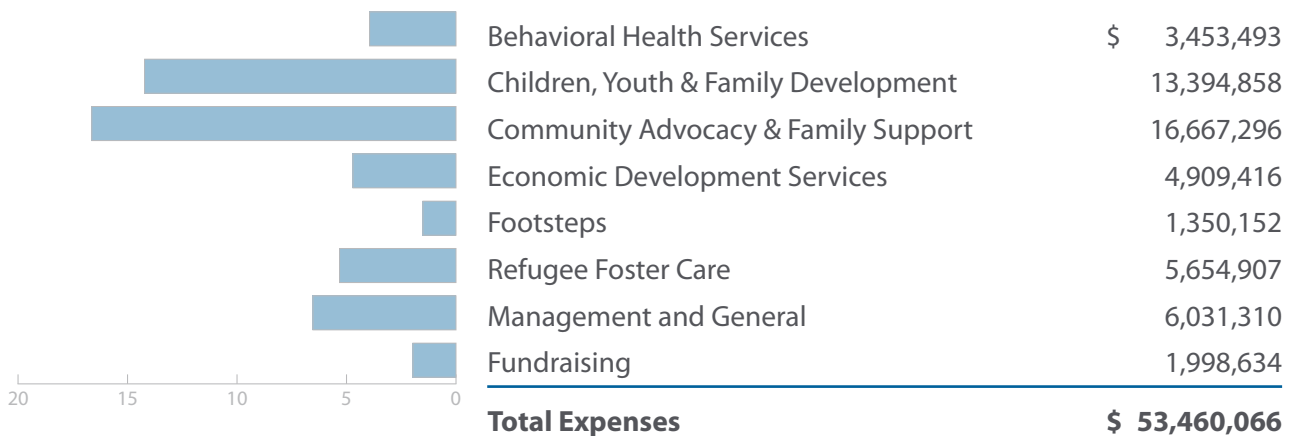 Behavioral Health Services $ 3,453,493
Children, Youth & Family Development 13,394,858
Community Advocacy & Family Support 16,667,296
Economic Development Services 4,909,416
Footsteps 1,350,152
Refugee Foster Care 5,654,907
Management and General 6,031,310
Fundraising 1,998,634
20 15 10 5 0
Total Expenses $ 53,460,066